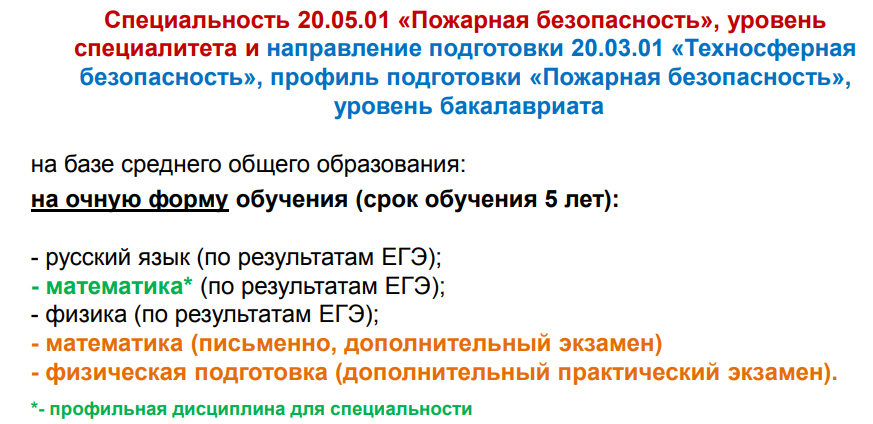 Специальность 20.05.01 «Пожарная безопасность», уровень
специалитета и направление подготовки 20.03.01 «Техносферная
безопасность», профиль подготовки «Пожарная безопасность»,
уровень бакалавриата
на базе среднего общего образования:
на очную форму обучения (срок обучения 5 лет):
- русский язык (по результатам ЕГЭ);
- математика* (по результатам ЕГЭ);
- физика (по результатам ЕГЭ);
- математика (письменно, дополнительный экзамен)
- физическая подготовка (дополнительный практический экзамен).
*- профильная дисциплина для специальности